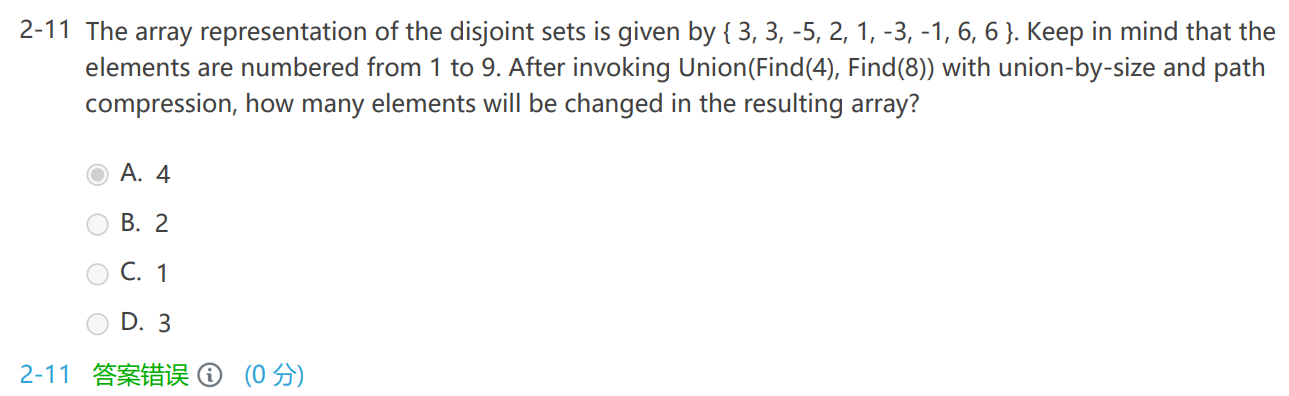 2-11 The array representation of the disjoint sets is given by { 3, 3, -5, 2, 1, -3, -1, 6, 6 }. Keep in mind that the
elements are numbered from 1 to 9. After invoking Union(Find(4), Find(8)) with union-by-size and path
compression, how many elements will be changed in the resulting array?
A. 4
B. 2
C. 1
D. 3
2-11 答案错误 (0 分)